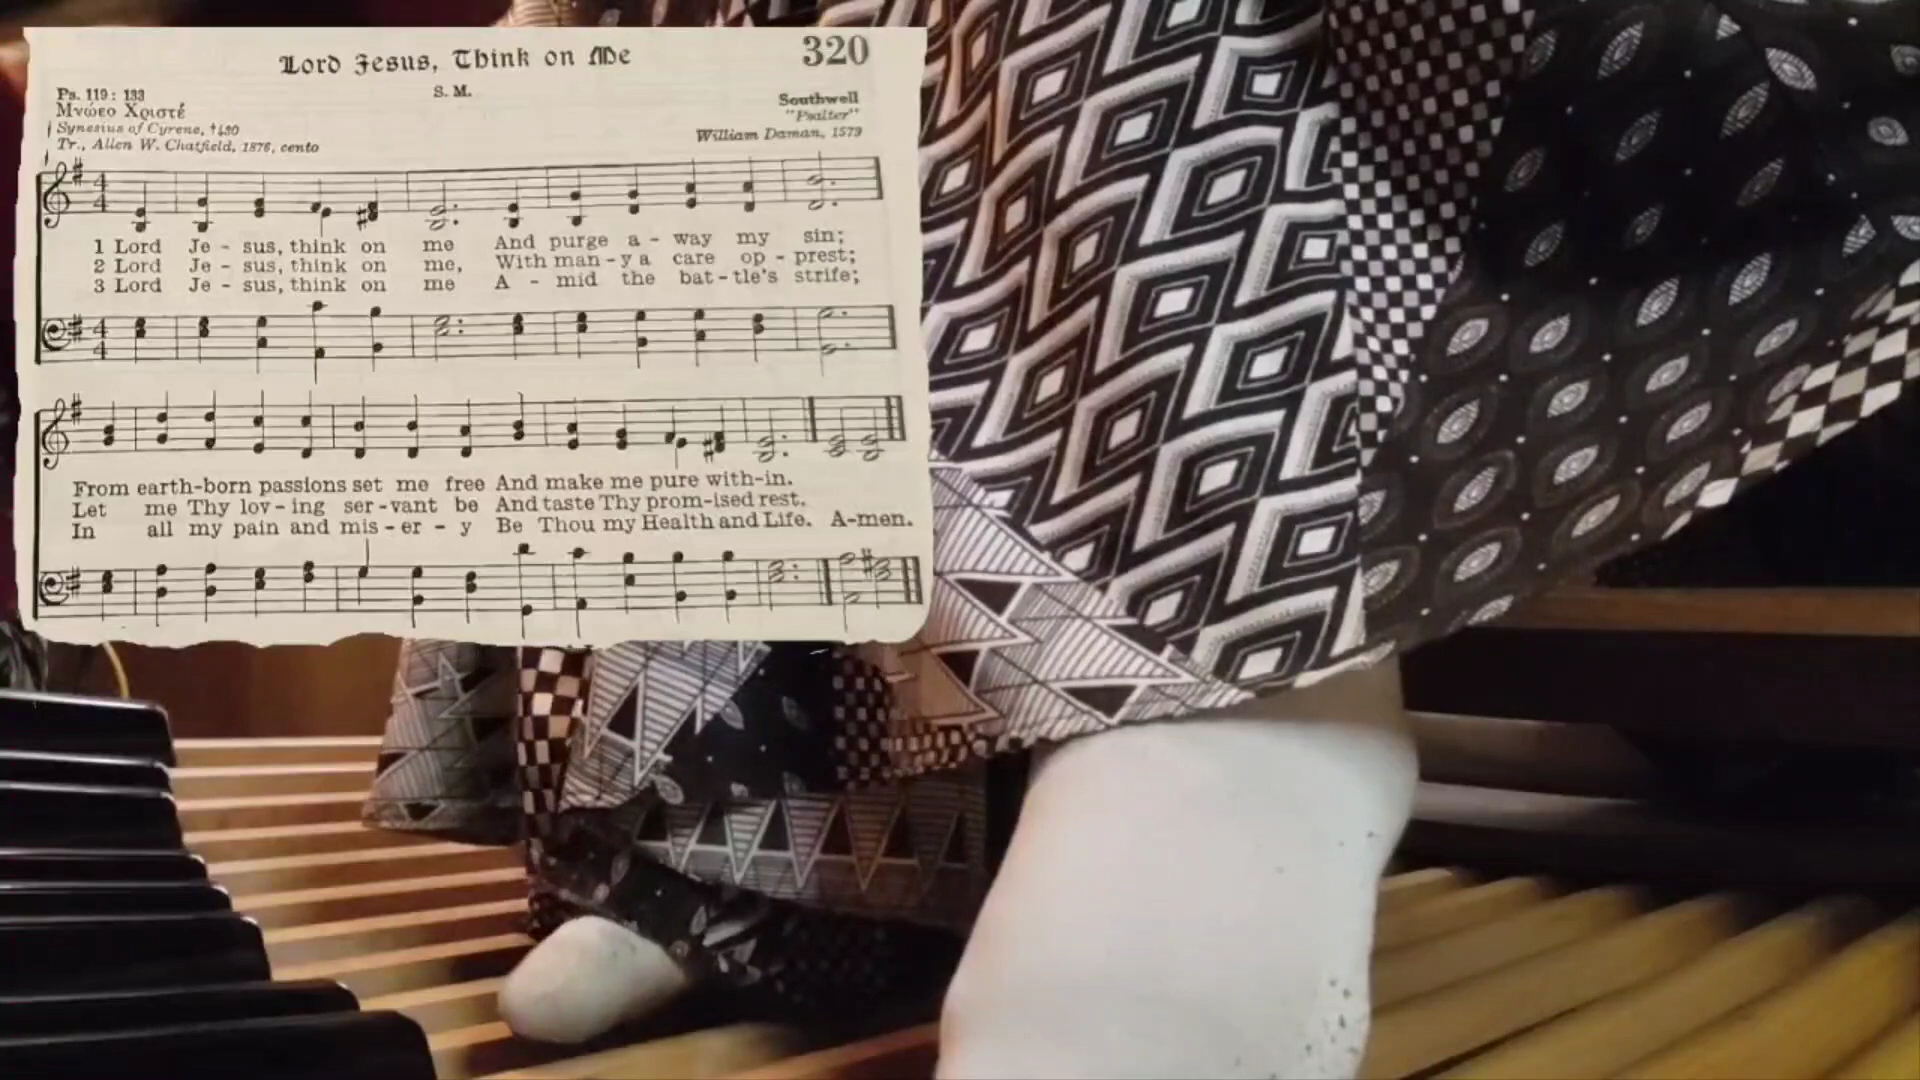 Lord Jesus, Think on Me
320
Ps. 119: 133
S. M.
Southwell
Μνώεο Χριστέ
"Psalter"
Synesius of Cyrene, †430
William Daman, 1579
Tr., Allen W. Chatfield, 1876, cento
1 Lord Je - sus, think on me And purge a - way my sin;
2 Lord Je - sus, think on me, With man - y a care op - prest;
3 Lord Je - sus, think on me A - mid the bat - tle's strife;
From earth-born passions set me free And make me pure with-in.
Let me Thy lov - ing ser - vant be And taste Thy prom-ised rest.
In all my pain and mis - er - y Be Thou my Health and Life. A-men.